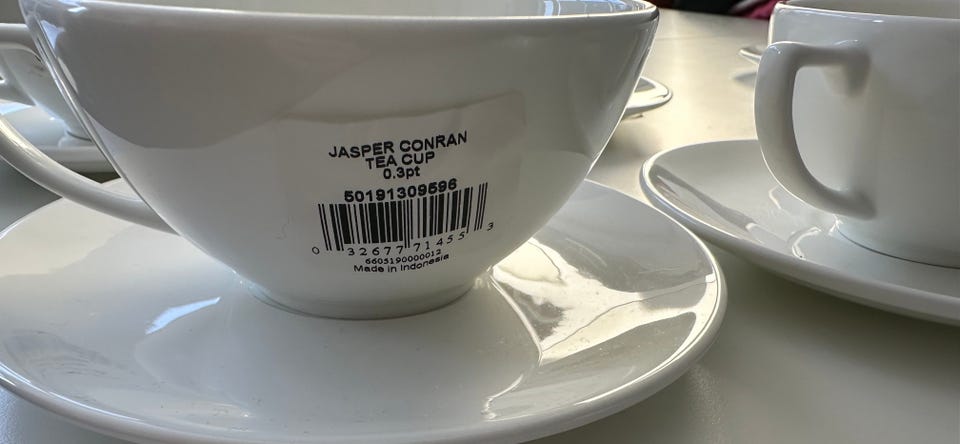 JASPER CONRAN
TEA CUP
0.3pt
50191309596
0 32677 71455 3
6605190000012
Made in Indonesia